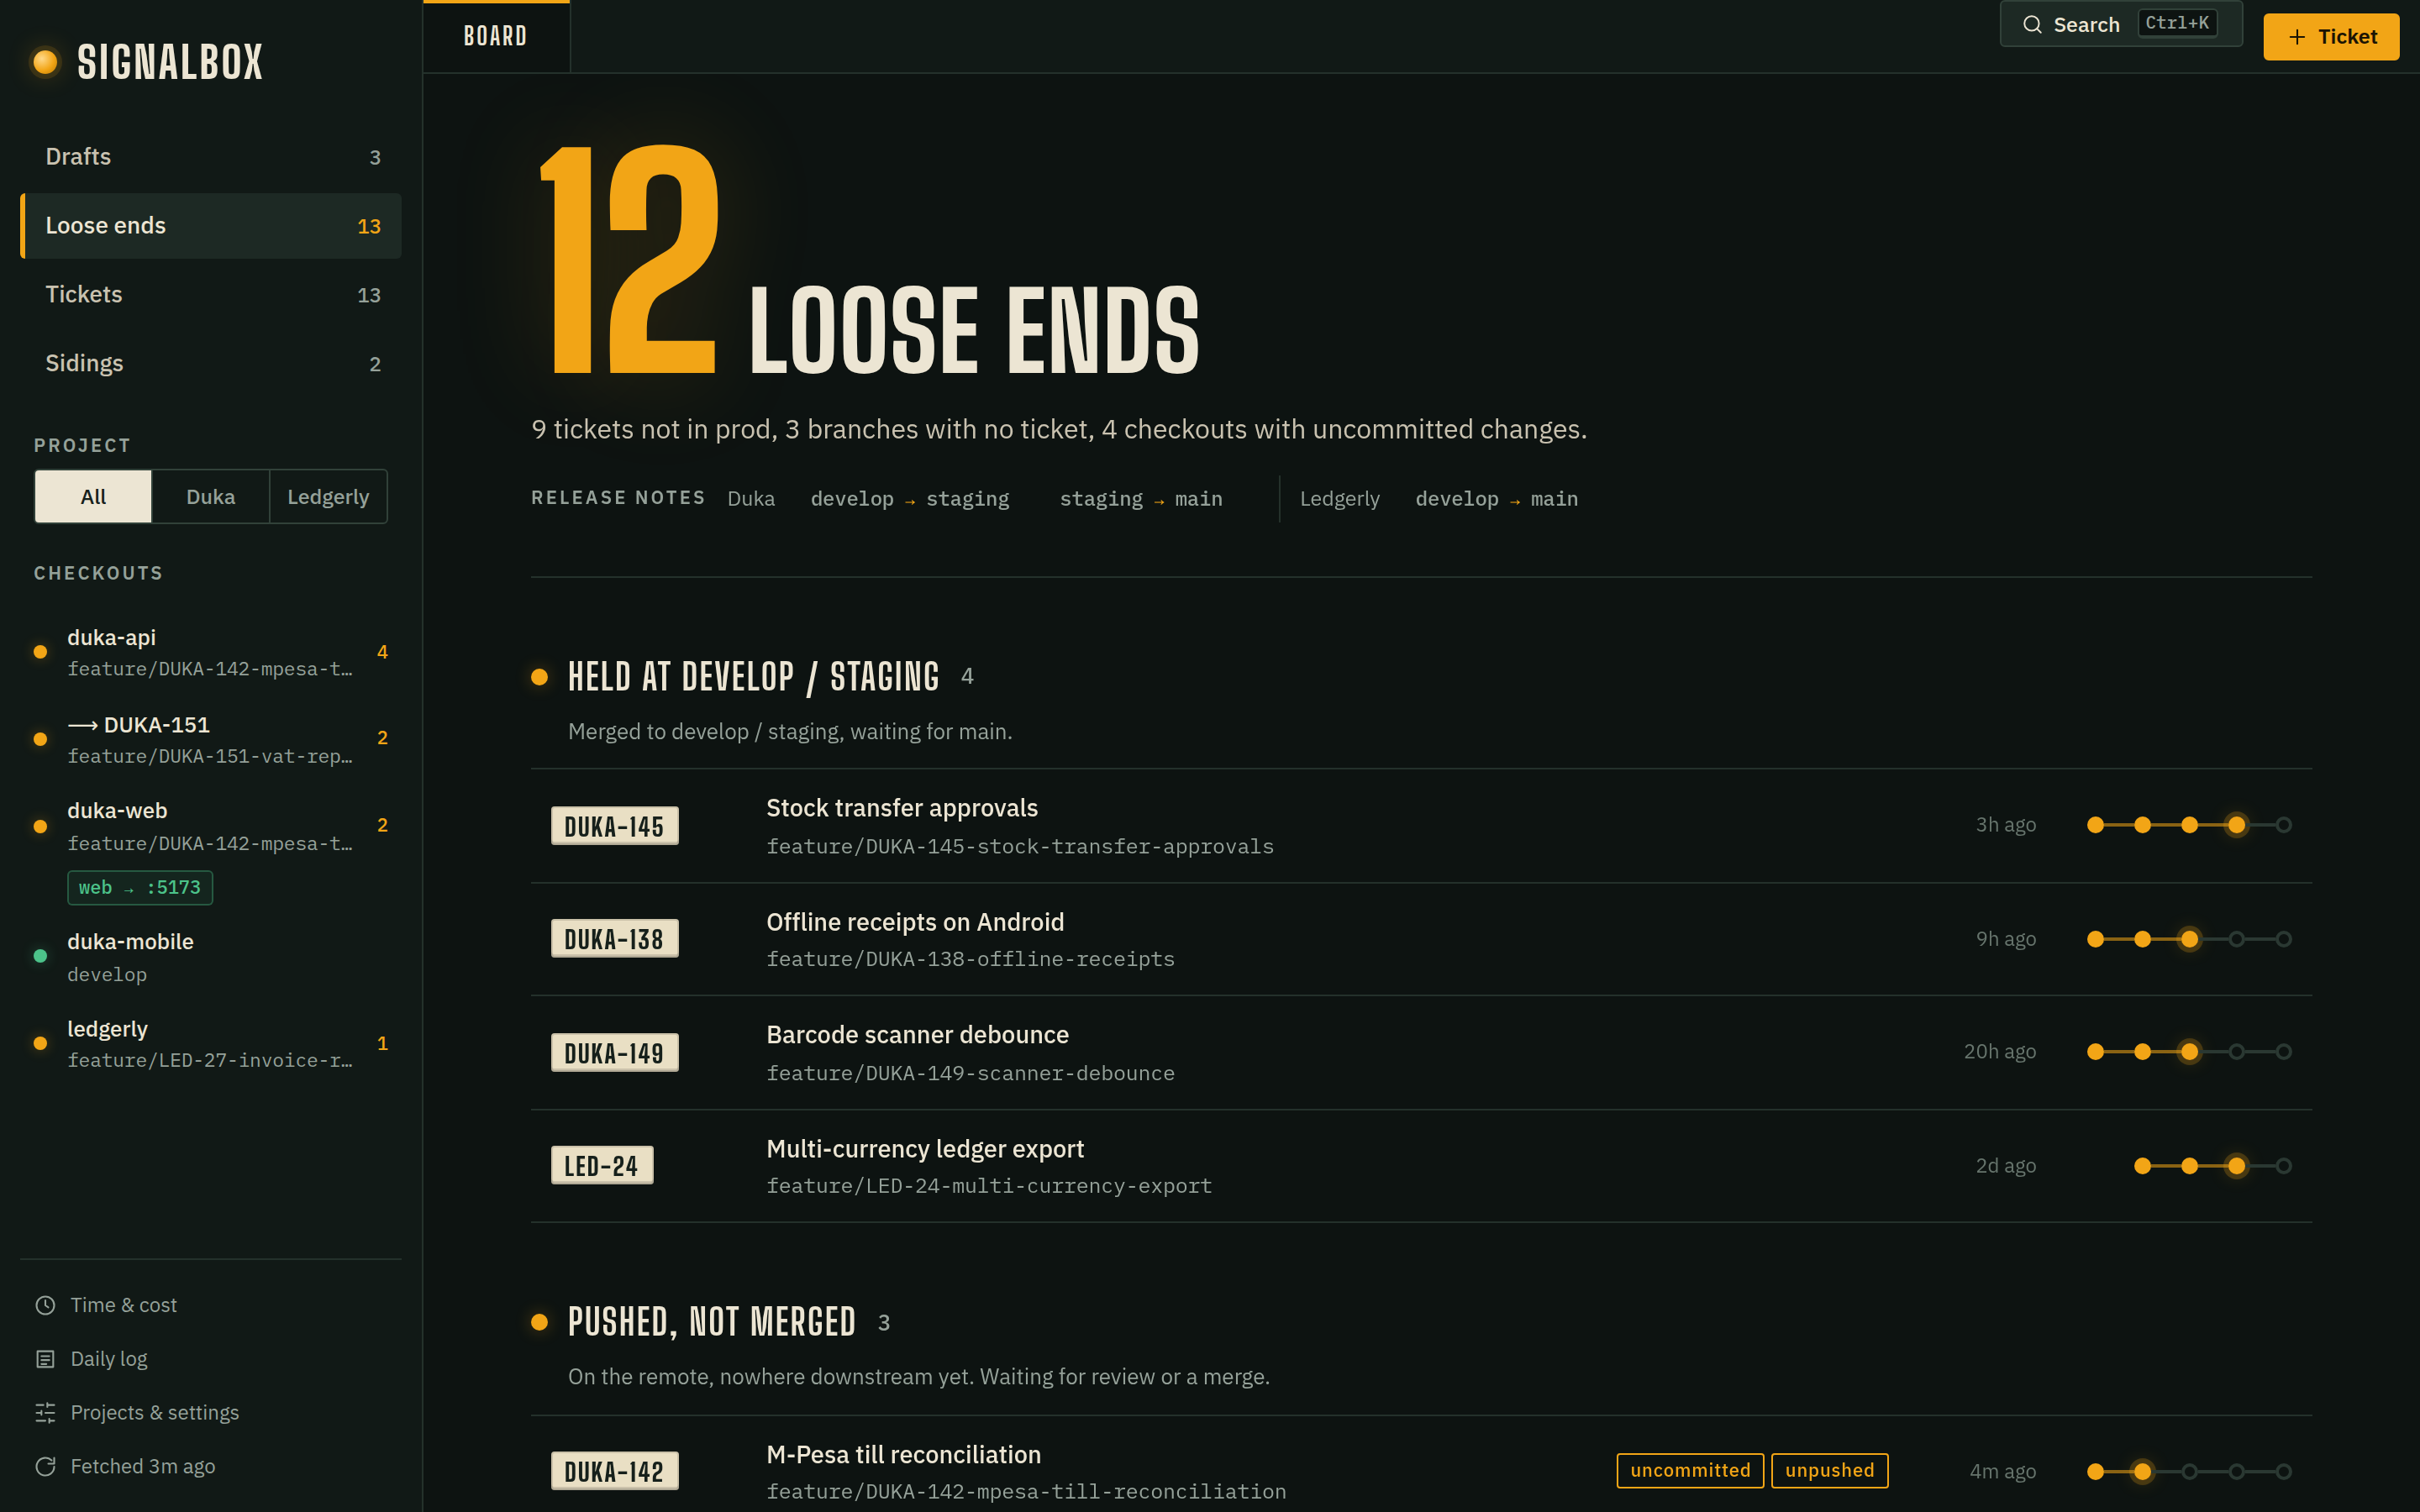 SIGNALBOX
Drafts 3
Loose ends 13
Tickets 13
Sidings 2
PROJECT
All Duka Ledgerly
CHECKOUTS
duka-api 4
feature/DUKA-142-mpesa-t…
⟶ DUKA-151 2
feature/DUKA-151-vat-rep…
duka-web 2
feature/DUKA-142-mpesa-t…
web → :5173
duka-mobile
develop
ledgerly 1
feature/LED-27-invoice-r…
Time & cost
Daily log
Projects & settings
Fetched 3m ago
BOARD
Search Ctrl+K
+ Ticket
12 LOOSE ENDS
9 tickets not in prod, 3 branches with no ticket, 4 checkouts with uncommitted changes.
RELEASE NOTES Duka develop → staging staging → main Ledgerly develop → main
HELD AT DEVELOP / STAGING 4
Merged to develop / staging, waiting for main.
DUKA-145 Stock transfer approvals 3h ago
feature/DUKA-145-stock-transfer-approvals
DUKA-138 Offline receipts on Android 9h ago
feature/DUKA-138-offline-receipts
DUKA-149 Barcode scanner debounce 20h ago
feature/DUKA-149-scanner-debounce
LED-24 Multi-currency ledger export 2d ago
feature/LED-24-multi-currency-export
PUSHED, NOT MERGED 3
On the remote, nowhere downstream yet. Waiting for review or a merge.
DUKA-142 M-Pesa till reconciliation uncommitted unpushed 4m ago
feature/DUKA-142-mpesa-till-reconciliation